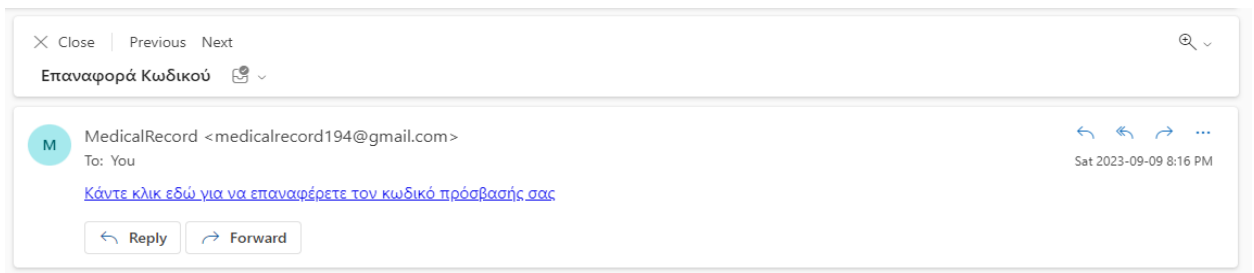 Close Previous Next
Επαναφορά Κωδικού
M MedicalRecord <medicalrecord194@gmail.com>
To: You
Sat 2023-09-09 8:16 PM
Κάντε κλικ εδώ για να επαναφέρετε τον κωδικό πρόσβασής σας
Reply Forward